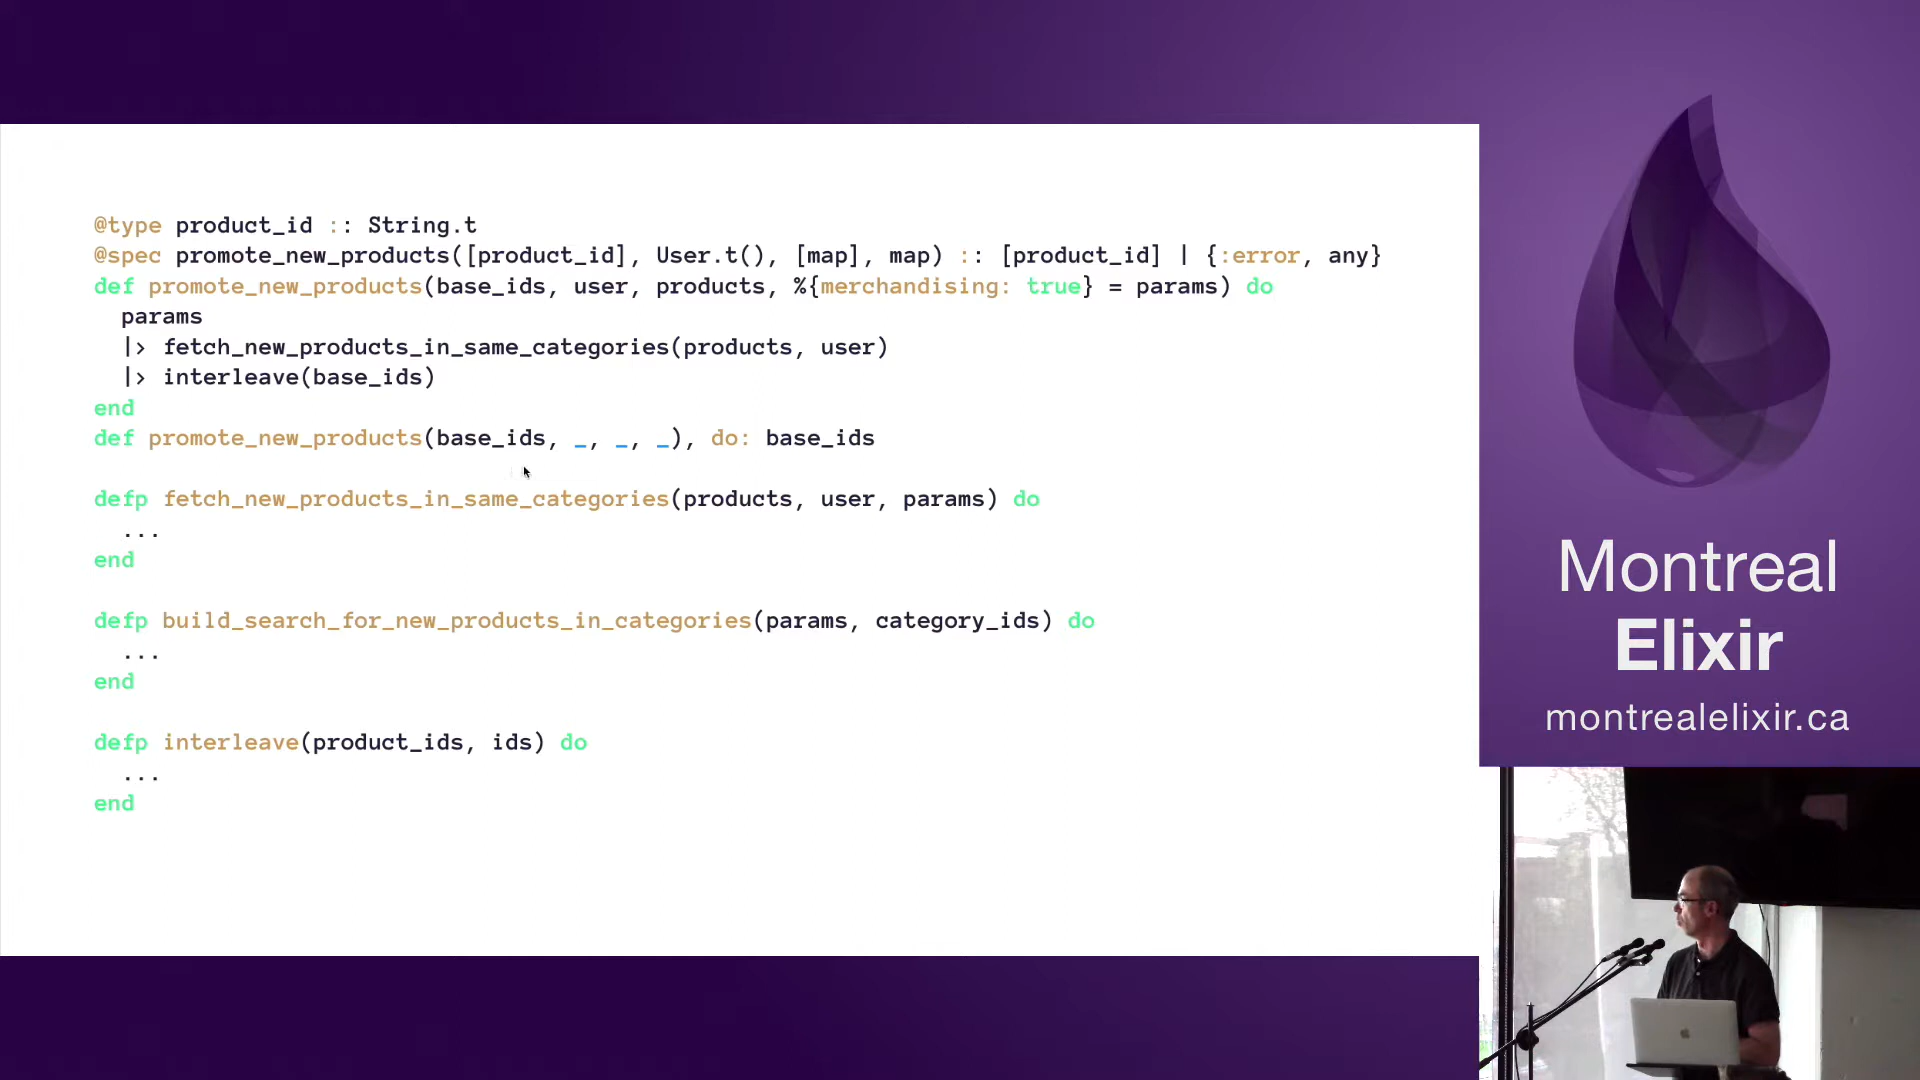 @type product_id :: String.t
@spec promote_new_products([product_id], User.t(), [map], map) :: [product_id] | {:error, any}
def promote_new_products(base_ids, user, products, %{merchandising: true} = params) do
  params
  |> fetch_new_products_in_same_categories(products, user)
  |> interleave(base_ids)
end
def promote_new_products(base_ids, _, _, _), do: base_ids
defp fetch_new_products_in_same_categories(products, user, params) do
  ...
end
defp build_search_for_new_products_in_categories(params, category_ids) do
  ...
end
defp interleave(product_ids, ids) do
  ...
end
Montreal
Elixir
montrealelixir.ca